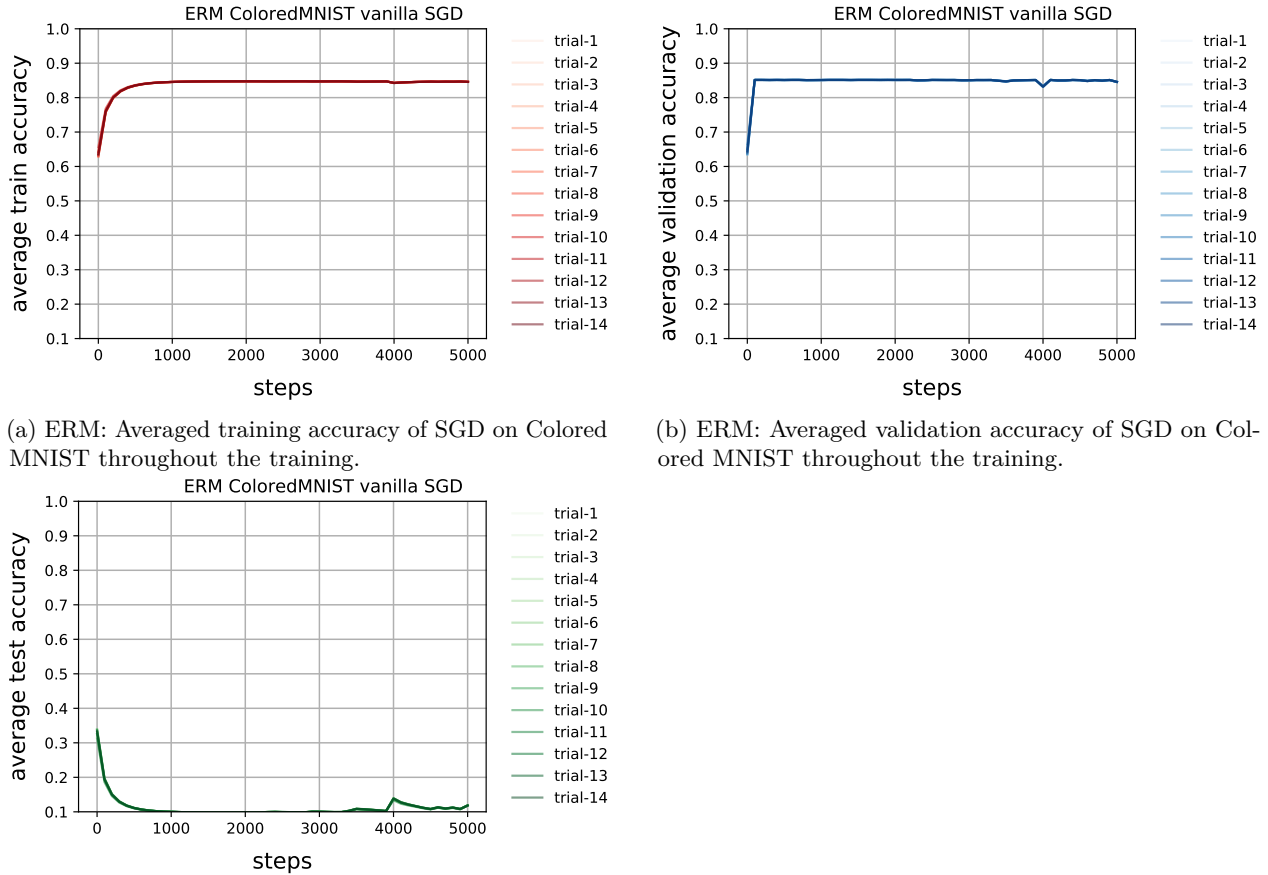 ERM ColoredMNIST vanilla SGD
average train accuracy
1.0
0.9
0.8
0.7
0.6
0.5
0.4
0.3
0.2
0.1
0 1000 2000 3000 4000 5000
steps
trial-1
trial-2
trial-3
trial-4
trial-5
trial-6
trial-7
trial-8
trial-9
trial-10
trial-11
trial-12
trial-13
trial-14
(a) ERM: Averaged training accuracy of SGD on Colored
MNIST throughout the training.
ERM ColoredMNIST vanilla SGD
average validation accuracy
1.0
0.9
0.8
0.7
0.6
0.5
0.4
0.3
0.2
0.1
0 1000 2000 3000 4000 5000
steps
trial-1
trial-2
trial-3
trial-4
trial-5
trial-6
trial-7
trial-8
trial-9
trial-10
trial-11
trial-12
trial-13
trial-14
(b) ERM: Averaged validation accuracy of SGD on Col-
ored MNIST throughout the training.
ERM ColoredMNIST vanilla SGD
average test accuracy
1.0
0.9
0.8
0.7
0.6
0.5
0.4
0.3
0.2
0.1
0 1000 2000 3000 4000 5000
steps
trial-1
trial-2
trial-3
trial-4
trial-5
trial-6
trial-7
trial-8
trial-9
trial-10
trial-11
trial-12
trial-13
trial-14